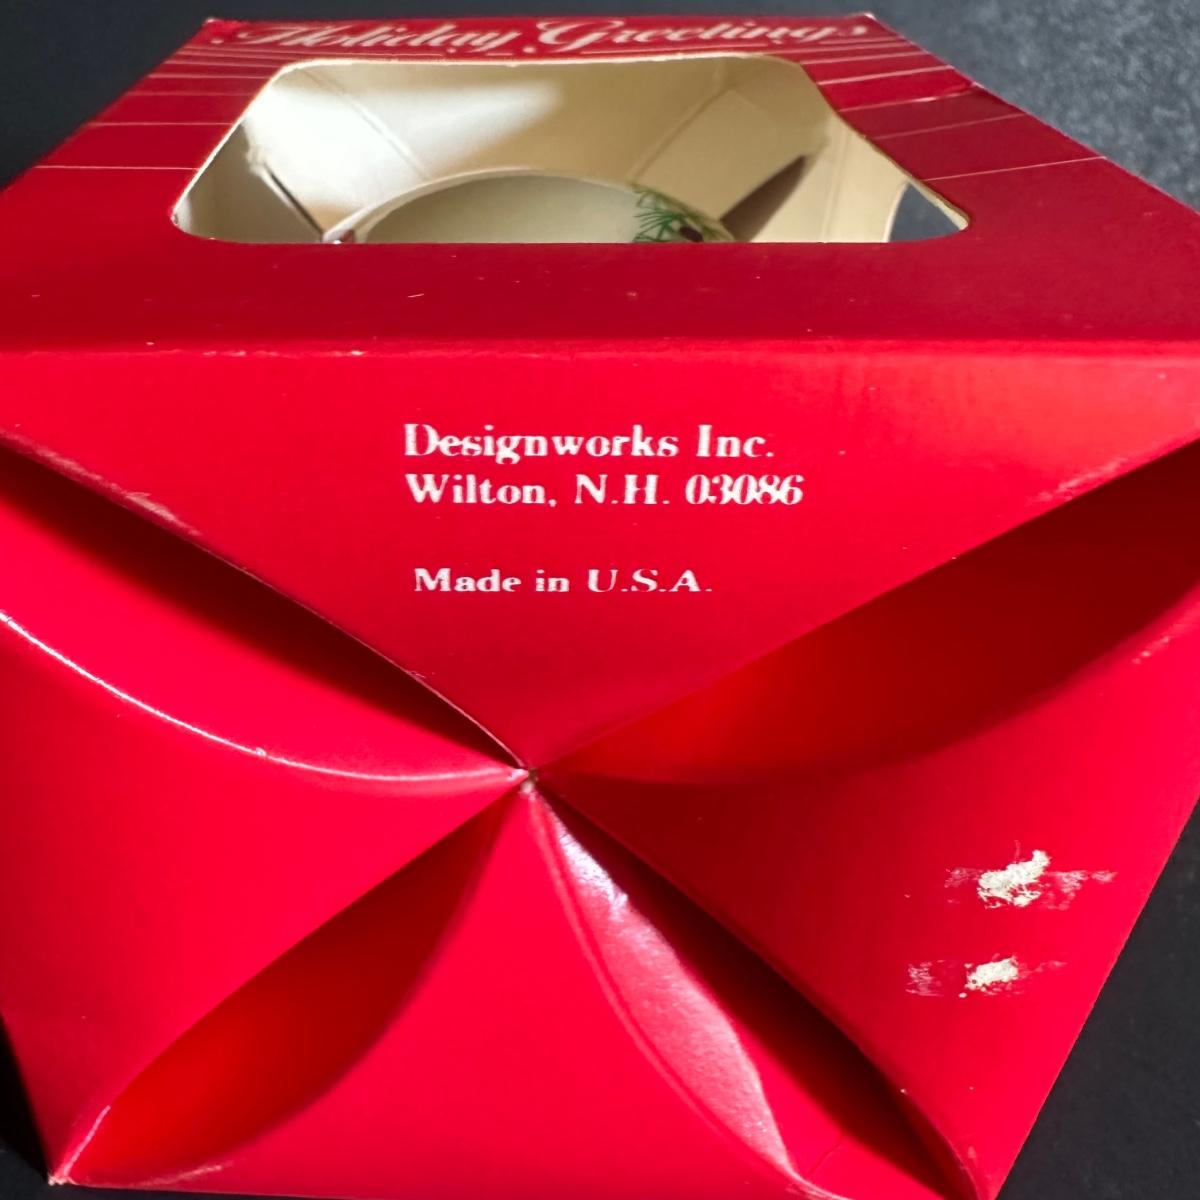 Holiday Greetings
Designworks Inc.
Wilton, N.H. 03086
Made in U.S.A.